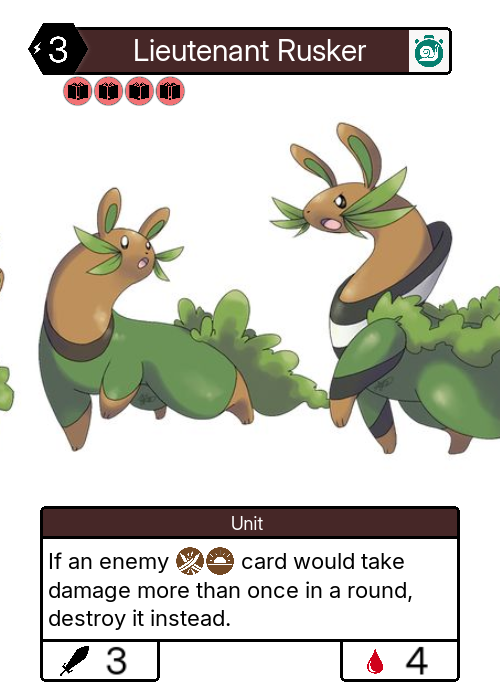 3
Lieutenant Rusker
Unit
If an enemy card would take
damage more than once in a round,
destroy it instead.
3
4